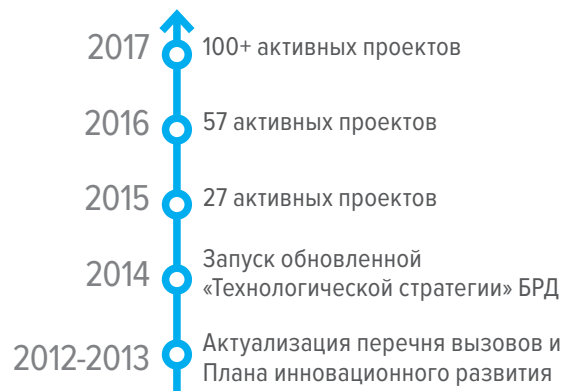 2017 100+ активных проектов
2016 57 активных проектов
2015 27 активных проектов
2014 Запуск обновленной
«Технологической стратегии» БРД
2012-2013 Актуализация перечня вызовов и
Плана инновационного развития